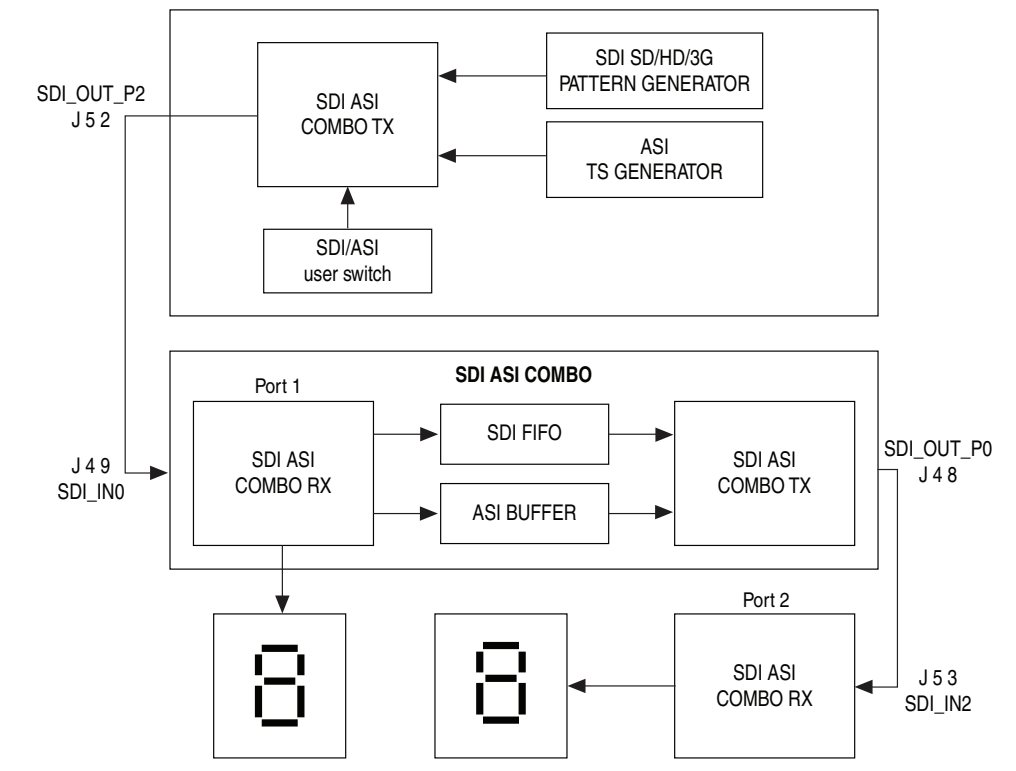 SDI_OUT_P2
J 5 2
SDI ASI
COMBO TX
SDI SD/HD/3G
PATTERN GENERATOR
ASI
TS GENERATOR
SDI/ASI
user switch
SDI ASI COMBO
Port 1
SDI ASI
COMBO RX
SDI FIFO
ASI BUFFER
SDI ASI
COMBO TX
J 4 9
SDI_IN0
SDI_OUT_P0
J 4 8
8
8
Port 2
SDI ASI
COMBO RX
J 5 3
SDI_IN2